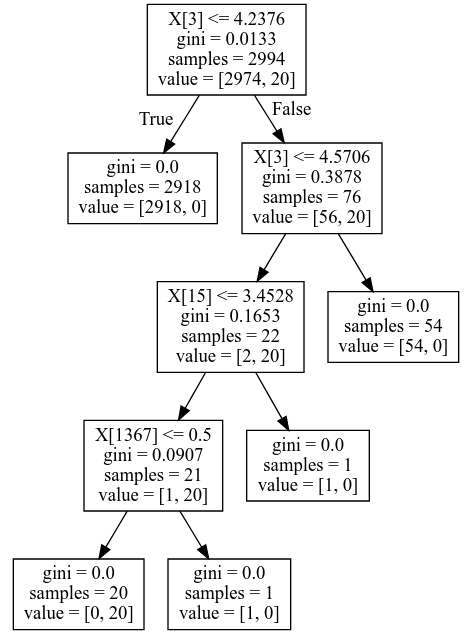 X[3] <= 4.2376
gini = 0.0133
samples = 2994
value = [2974, 20]
True
False
gini = 0.0
samples = 2918
value = [2918, 0]
X[3] <= 4.5706
gini = 0.3878
samples = 76
value = [56, 20]
X[15] <= 3.4528
gini = 0.1653
samples = 22
value = [2, 20]
gini = 0.0
samples = 54
value = [54, 0]
X[1367] <= 0.5
gini = 0.0907
samples = 21
value = [1, 20]
gini = 0.0
samples = 1
value = [1, 0]
gini = 0.0
samples = 20
value = [0, 20]
gini = 0.0
samples = 1
value = [1, 0]